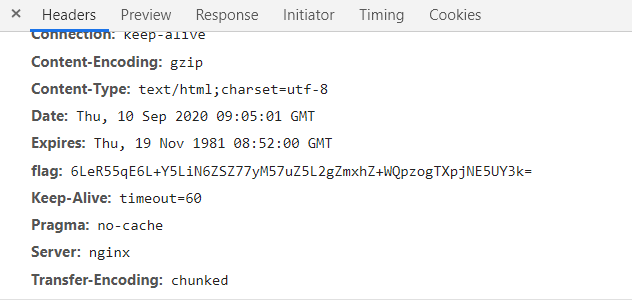 × Headers Preview Response Initiator Timing Cookies
Connection: keep-alive
Content-Encoding: gzip
Content-Type: text/html;charset=utf-8
Date: Thu, 10 Sep 2020 09:05:01 GMT
Expires: Thu, 19 Nov 1981 08:52:00 GMT
flag: 6LeR55qE6L+Y5LiN6ZSZ77yM57uZ5L2gZmxhZ+WQpzogTXpjNE5UY3k=
Keep-Alive: timeout=60
Pragma: no-cache
Server: nginx
Transfer-Encoding: chunked